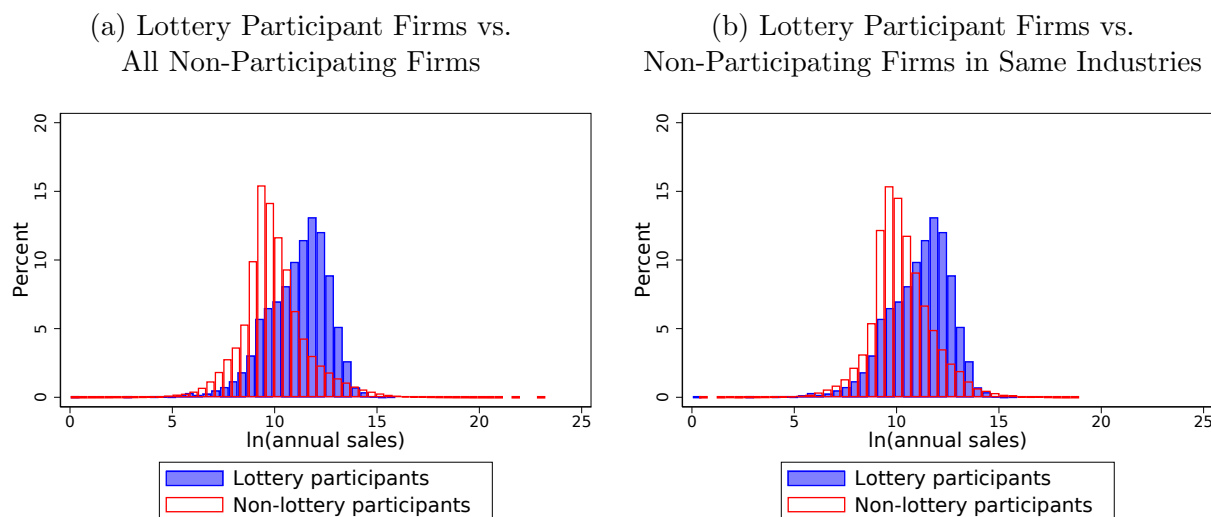 (a) Lottery Participant Firms vs.
All Non-Participating Firms
20
15
10
5
0
Percent
0 5 10 15 20 25
ln(annual sales)
Lottery participants
Non-lottery participants
(b) Lottery Participant Firms vs.
Non-Participating Firms in Same Industries
20
15
10
5
0
Percent
0 5 10 15 20 25
ln(annual sales)
Lottery participants
Non-lottery participants